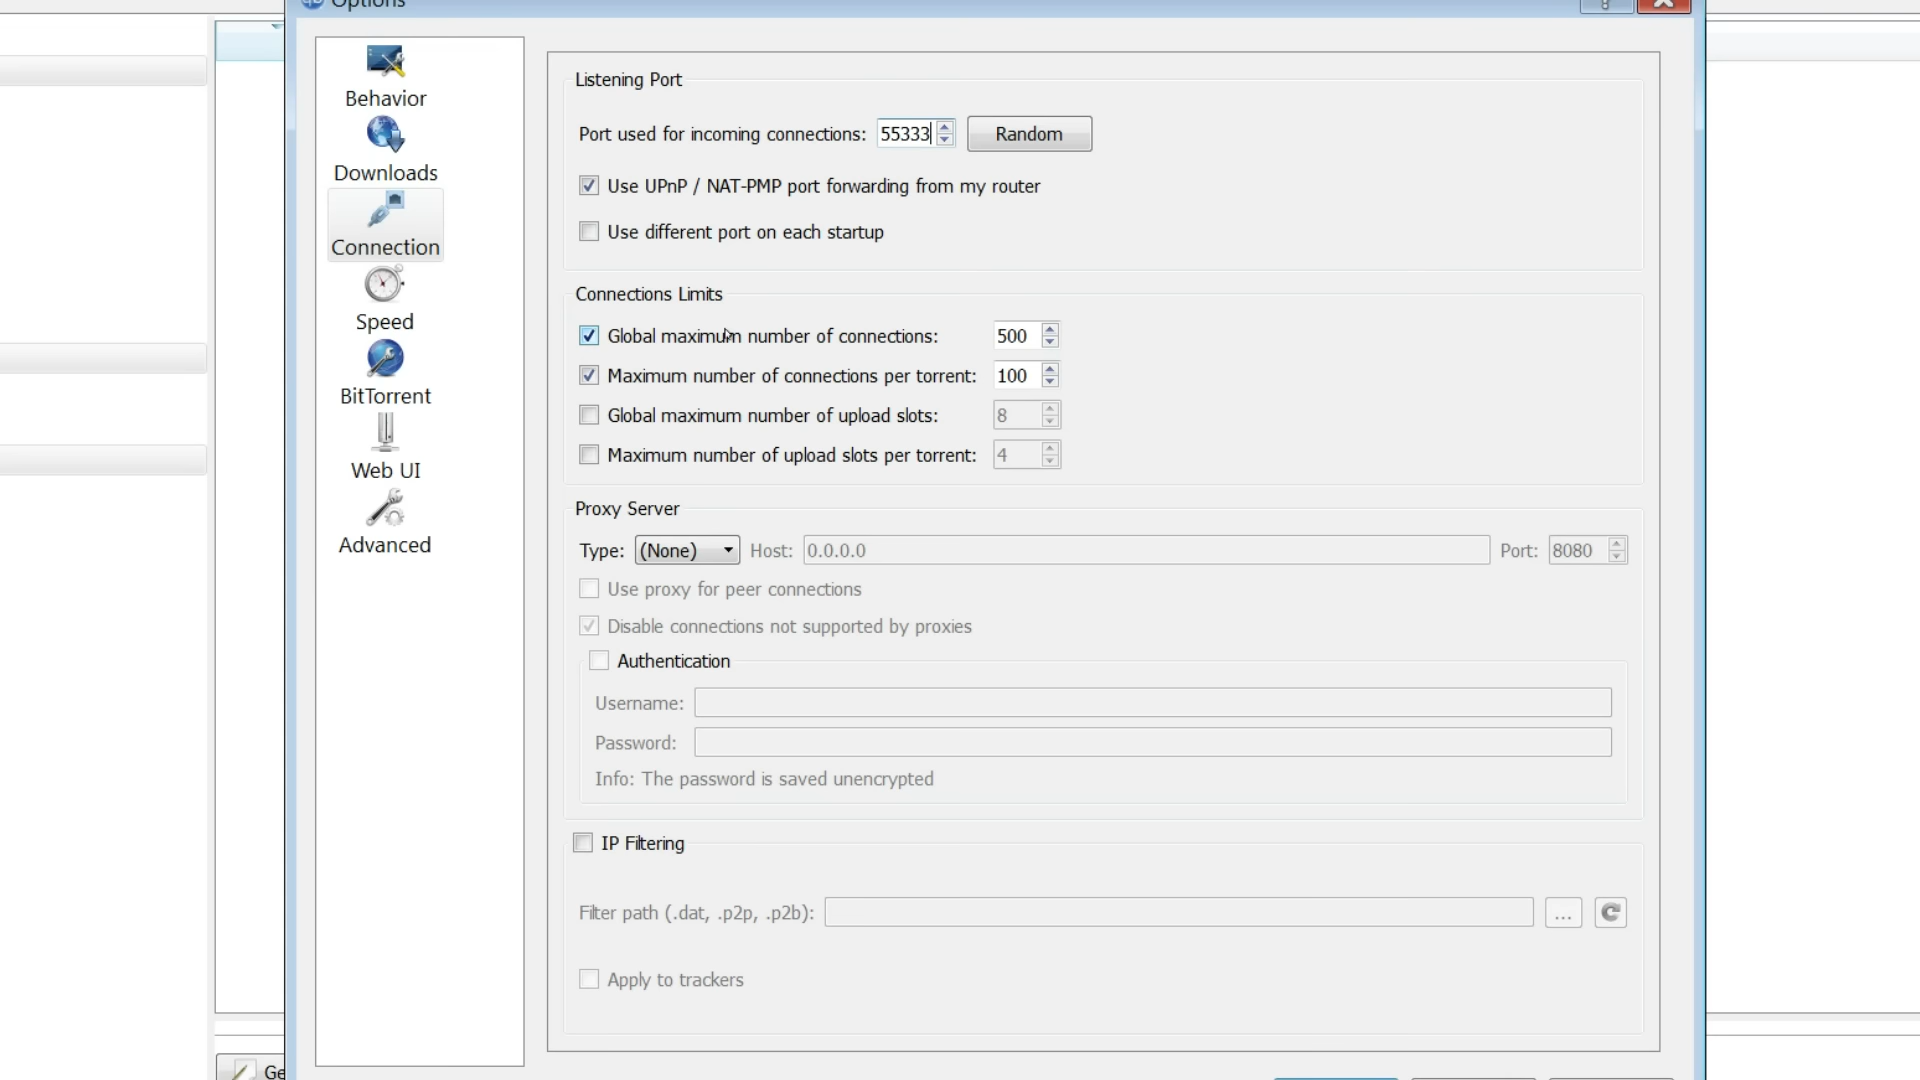 Options
Behavior
Downloads
Connection
Speed
BitTorrent
Web UI
Advanced
Listening Port
Port used for incoming connections: 55333 Random
Use UPnP / NAT-PMP port forwarding from my router
Use different port on each startup
Connections Limits
Global maximum number of connections: 500
Maximum number of connections per torrent: 100
Global maximum number of upload slots: 8
Maximum number of upload slots per torrent: 4
Proxy Server
Type: (None) Host: 0.0.0.0 Port: 8080
Use proxy for peer connections
Disable connections not supported by proxies
Authentication
Username:
Password:
Info: The password is saved unencrypted
IP Filtering
Filter path (.dat, .p2p, .p2b): ...
Apply to trackers
Ge